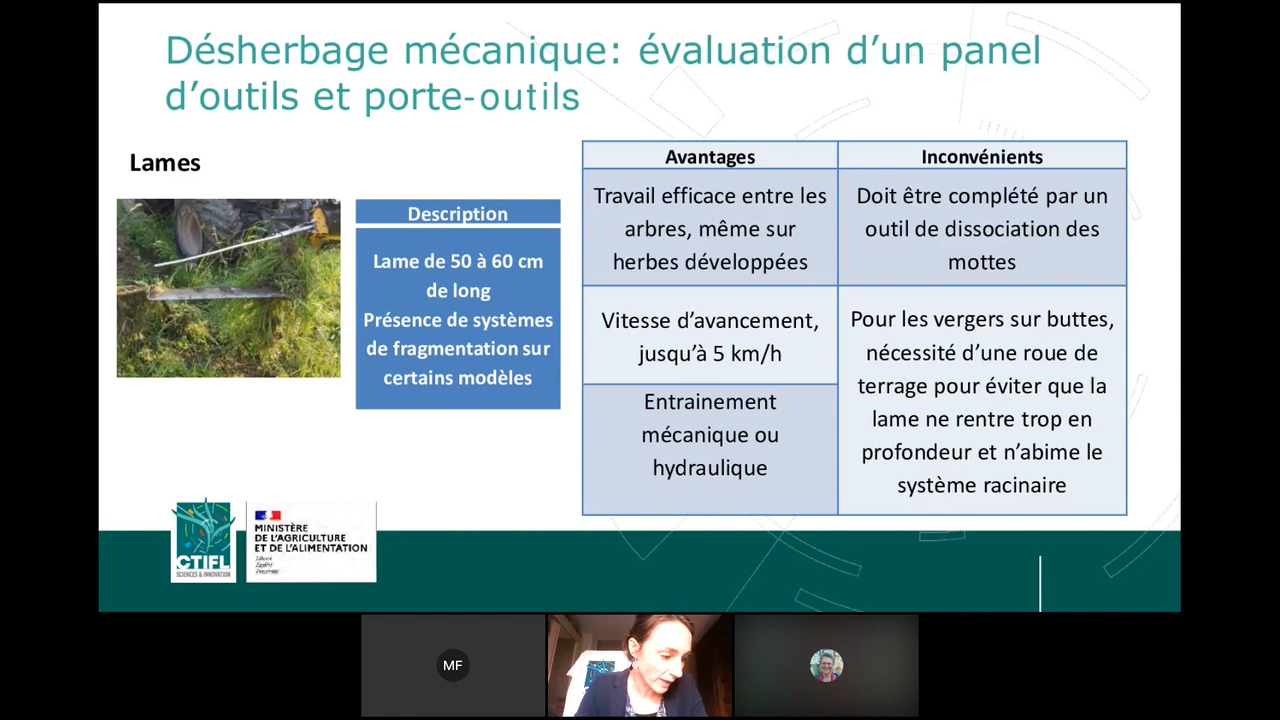 Désherbage mécanique: évaluation d’un panel
d’outils et porte-outils
Lames
Description
Lame de 50 à 60 cm
de long
Présence de systèmes
de fragmentation sur
certains modèles
Avantages
Inconvénients
Travail efficace entre les
arbres, même sur
herbes développées
Doit être complété par un
outil de dissociation des
mottes
Vitesse d’avancement,
jusqu’à 5 km/h
Pour les vergers sur buttes,
nécessité d’une roue de
terrage pour éviter que la
lame ne rentre trop en
profondeur et n’abime le
système racinaire
Entrainement
mécanique ou
hydraulique
CTIFL
SCIENCES & INNOVATION
MINISTÈRE
DE L'AGRICULTURE
ET DE L'ALIMENTATION
Liberté
Égalité
Fraternité
MF